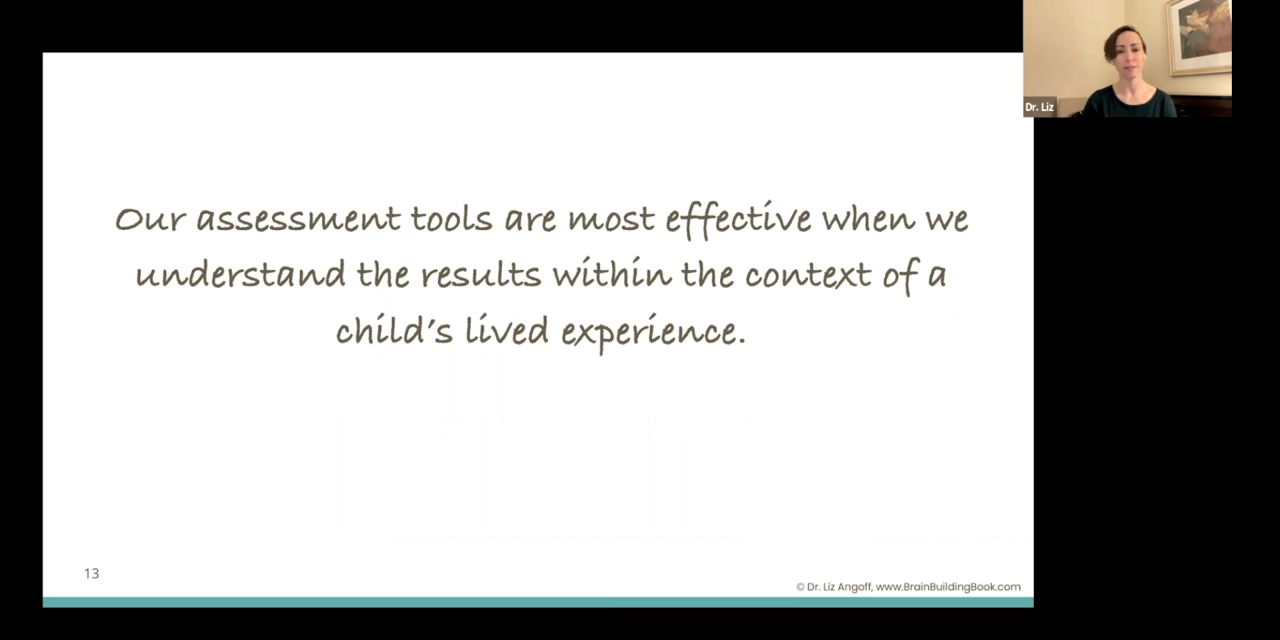 Dr. Liz
Our assessment tools are most effective when we
understand the results within the context of a
child's lived experience.
13
© Dr. Liz Angoff, www.BrainBuildingBook.com